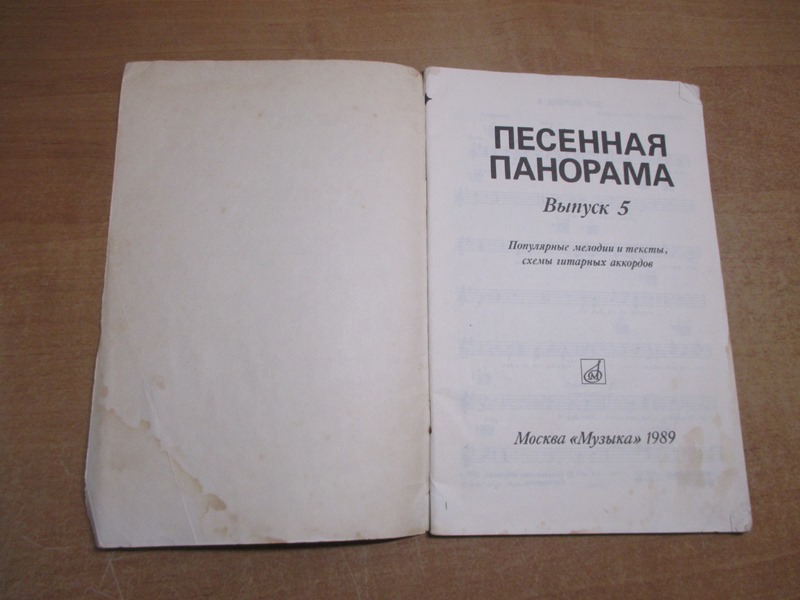 ПЕСЕННАЯ
ПАНОРАМА
Выпуск 5
Популярные мелодии и тексты,
схемы гитарных аккордов
Москва «Музыка» 1989